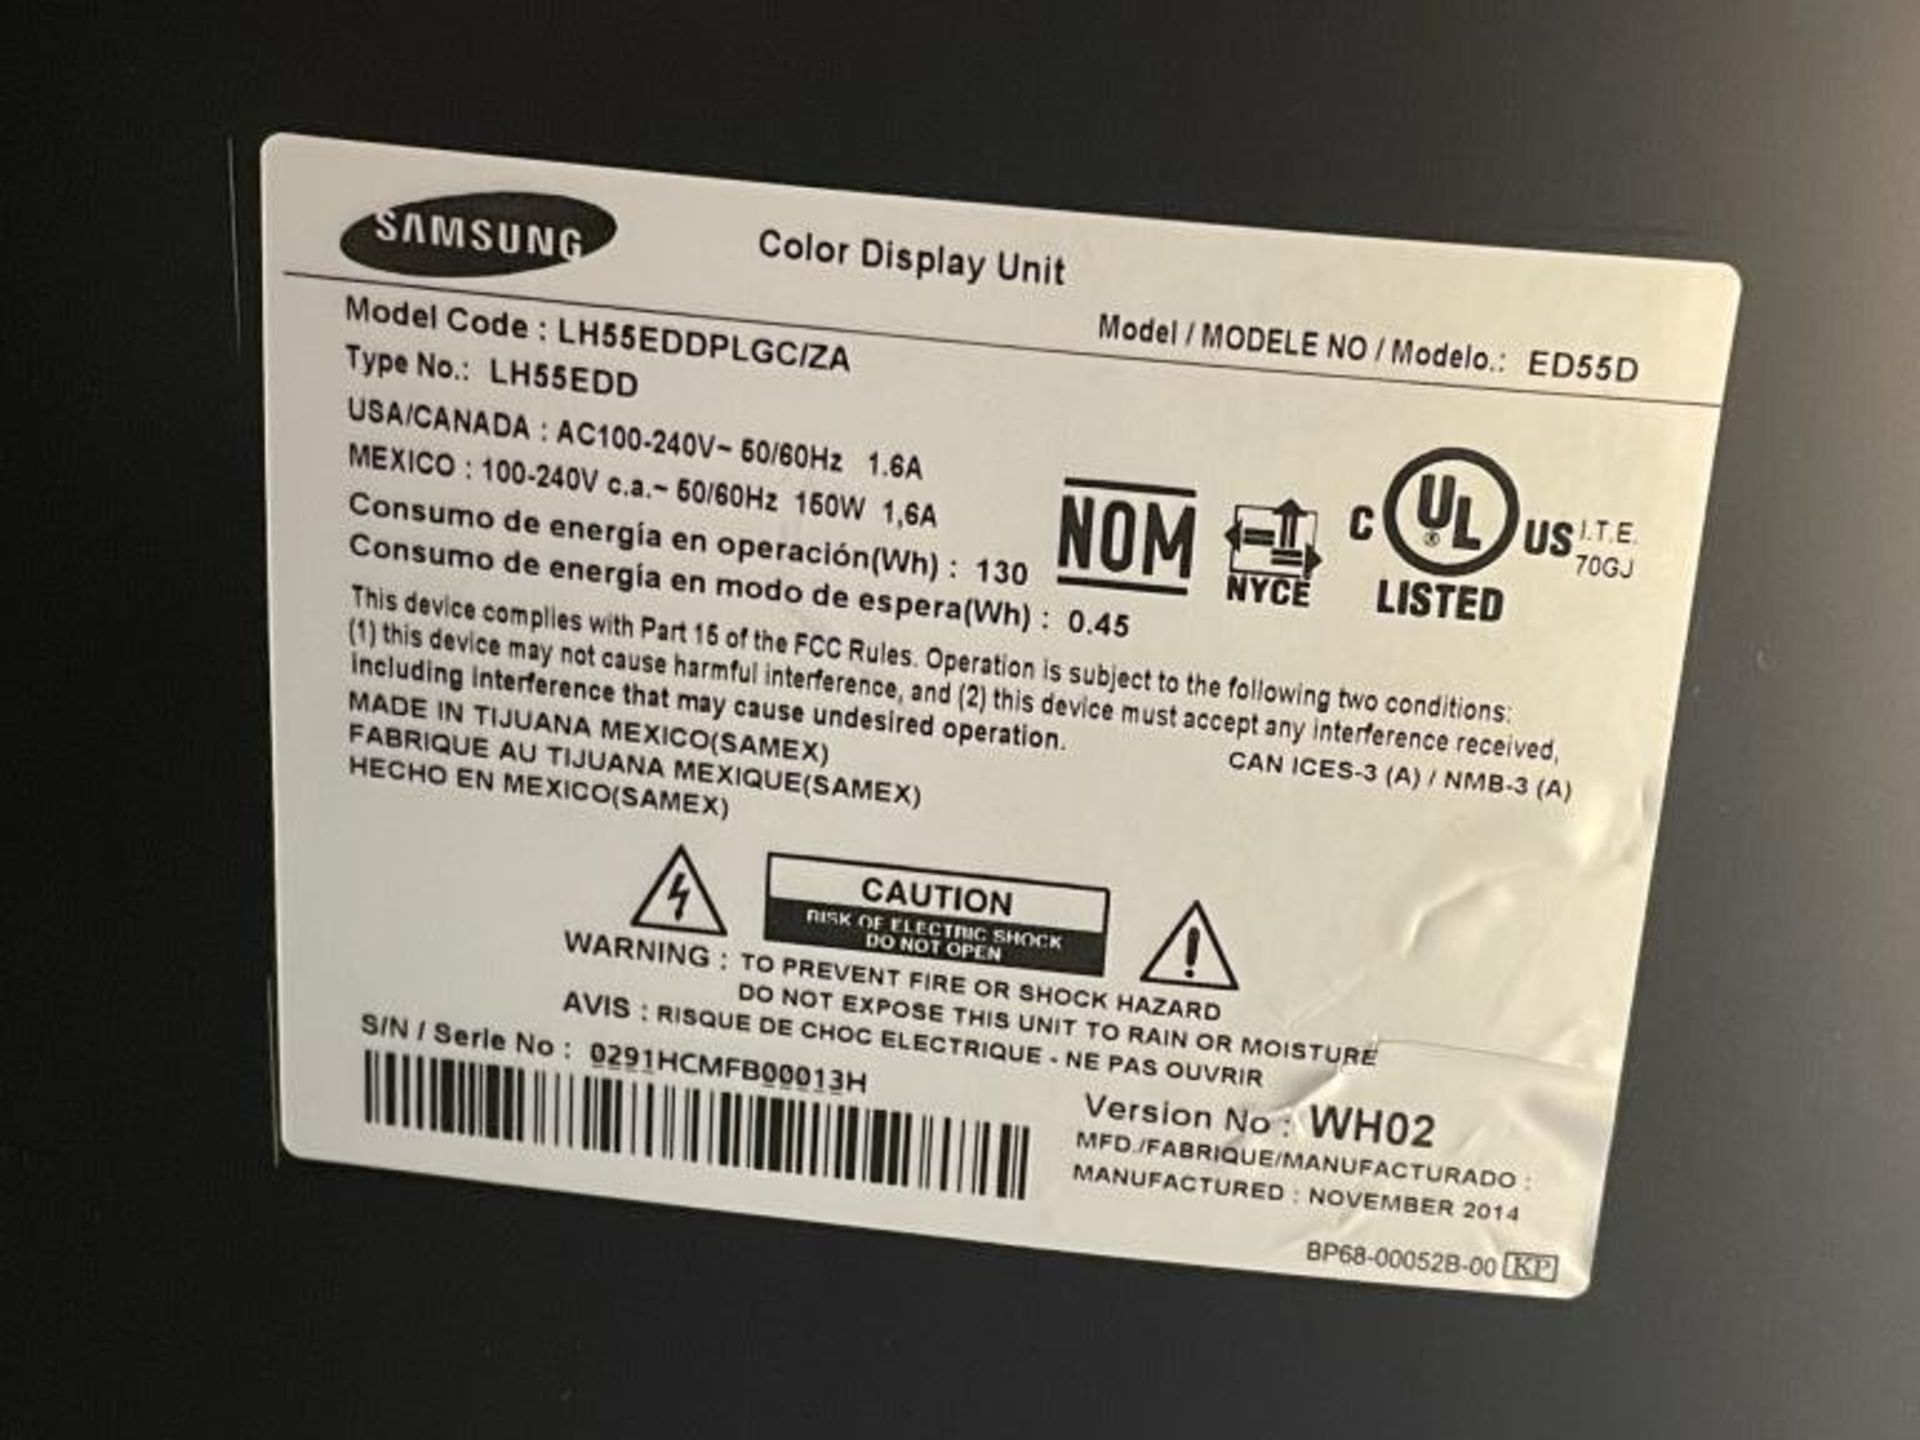 SAMSUNG
Color Display Unit
Model Code : LH55EDDPLGC/ZA
Model / MODELE NO / Modelo.: ED55D
Type No.: LH55EDD
USA/CANADA : AC100-240V~ 50/60Hz 1.6A
MEXICO : 100-240V c.a.~ 50/60Hz 150W 1,6A
Consumo de energía en operación(Wh) : 130
Consumo de energía en modo de espera(Wh) : 0.45
NOM
NYCE
C UL ® US
LISTED
I.T.E.
70GJ
This device complies with Part 15 of the FCC Rules. Operation is subject to the following two conditions:
(1) this device may not cause harmful interference, and (2) this device must accept any interference received,
including interference that may cause undesired operation.
CAN ICES-3 (A) / NMB-3 (A)
MADE IN TIJUANA MEXICO(SAMEX)
FABRIQUE AU TIJUANA MEXIQUE(SAMEX)
HECHO EN MEXICO(SAMEX)
CAUTION
RISK OF ELECTRIC SHOCK
DO NOT OPEN
WARNING : TO PREVENT FIRE OR SHOCK HAZARD
DO NOT EXPOSE THIS UNIT TO RAIN OR MOISTURE
AVIS : RISQUE DE CHOC ELECTRIQUE - NE PAS OUVRIR
S/N / Serie No : 0291HCMFB00013H
Version No : WH02
MFD./FABRIQUE/MANUFACTURADO :
MANUFACTURED : NOVEMBER 2014
BP68-00052B-00 KP